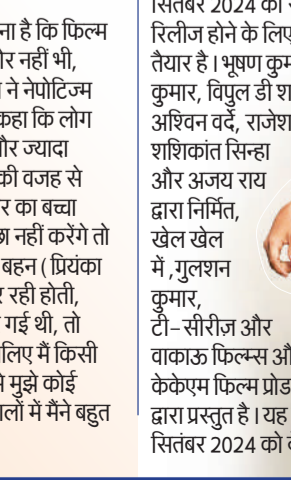 ना है कि फिल्म
र नहीं भी,
ने नेपोटिज्म
कहा कि लोग
और ज्यादा
की वजह से
र का बच्चा
छा नहीं करेंगे तो
बहन ( प्रियंका
र रही होती,
गई थी, तो
लिए मैं किसी
से मुझे कोई
ालों में मैंने बहुत
सितंबर 2024 को
रिलीज होने के लिए
तैयार है । भूषण कुम
कुमार, विपुल डी श
अश्विन वर्दे, राजेश
शशिकांत सिन्हा
और अजय राय
द्वारा निर्मित,
खेल खेल
में ,गुलशन
कुमार,
टी-सीरीज़ और
वाकाऊ फिल्म्स औ
केकेएम फिल्म प्रोड
द्वारा प्रस्तुत है । यह
सितंबर 2024 को